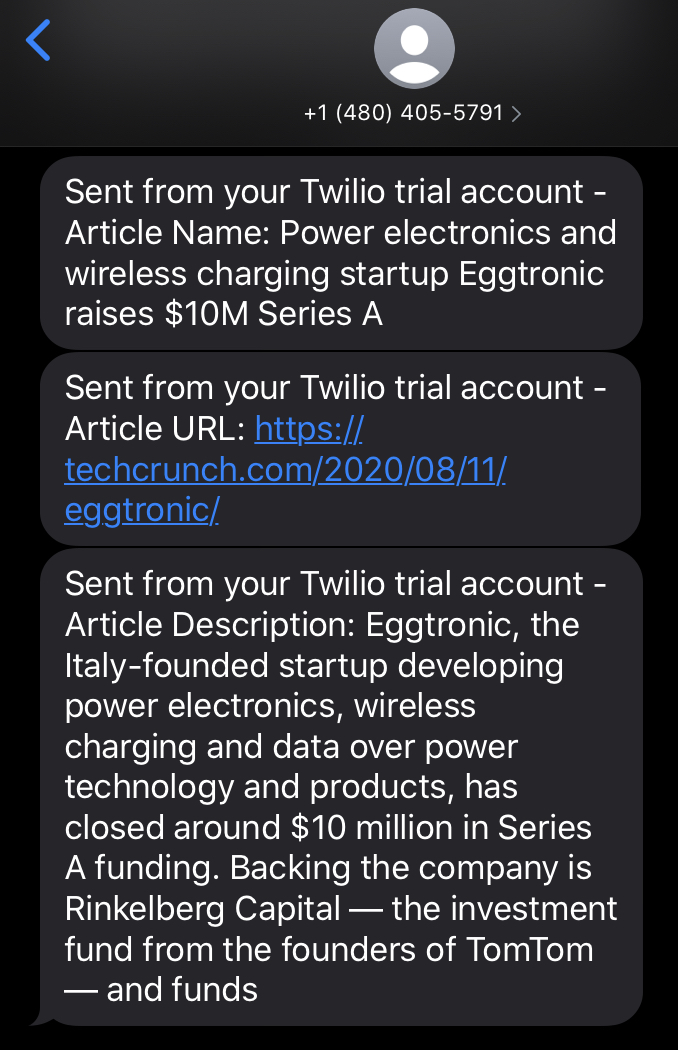 +1 (480) 405-5791
Sent from your Twilio trial account -
Article Name: Power electronics and
wireless charging startup Eggtronic
raises $10M Series A
Sent from your Twilio trial account -
Article URL: https://
techcrunch.com/2020/08/11/
eggtronic/
Sent from your Twilio trial account -
Article Description: Eggtronic, the
Italy-founded startup developing
power electronics, wireless
charging and data over power
technology and products, has
closed around $10 million in Series
A funding. Backing the company is
Rinkelberg Capital — the investment
fund from the founders of TomTom
— and funds